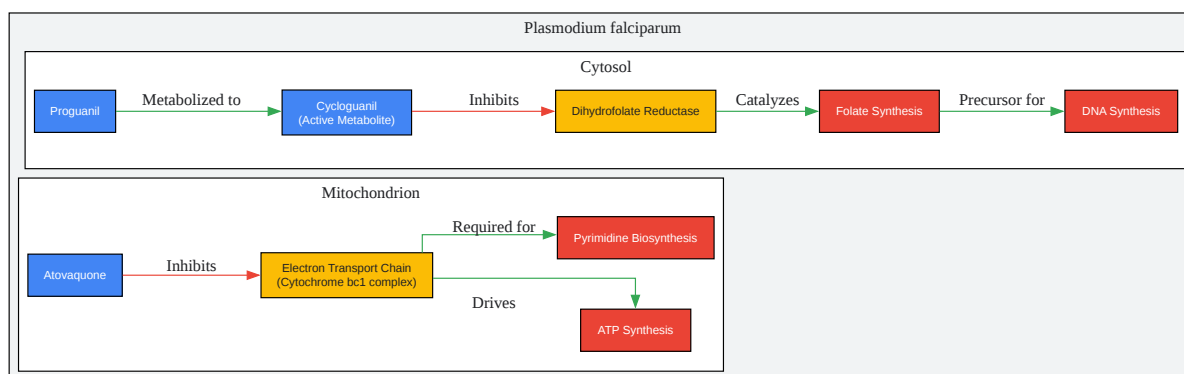 Plasmodium falciparum
Cytosol
Proguanil
Metabolized to
Cycloguanil
(Active Metabolite)
Inhibits
Dihydrofolate Reductase
Catalyzes
Folate Synthesis
Precursor for
DNA Synthesis
Mitochondrion
Atovaquone
Inhibits
Electron Transport Chain
(Cytochrome bc1 complex)
Required for
Pyrimidine Biosynthesis
Drives
ATP Synthesis